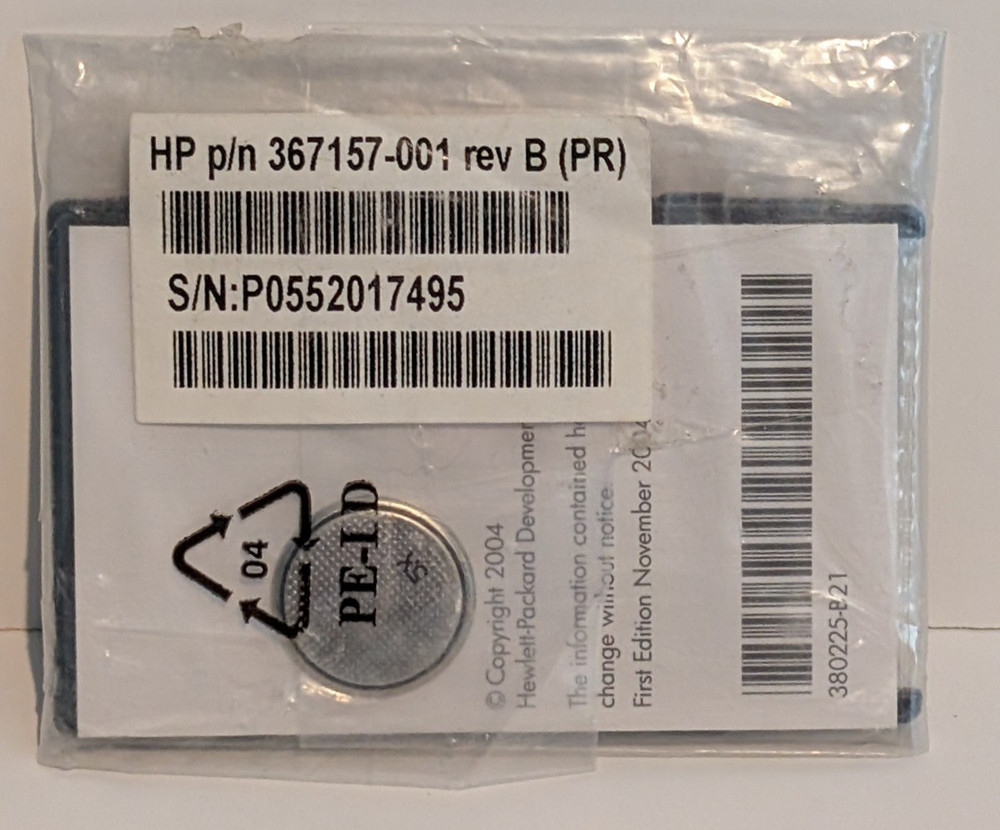 HP p/n 367157-001 rev B (PR)
S/N:P0552017495
04
PE-LD
© Copyright 2004
Hewlett-Packard Developmen
The information contained he
change without notice.
First Edition November 2004
380225-B21